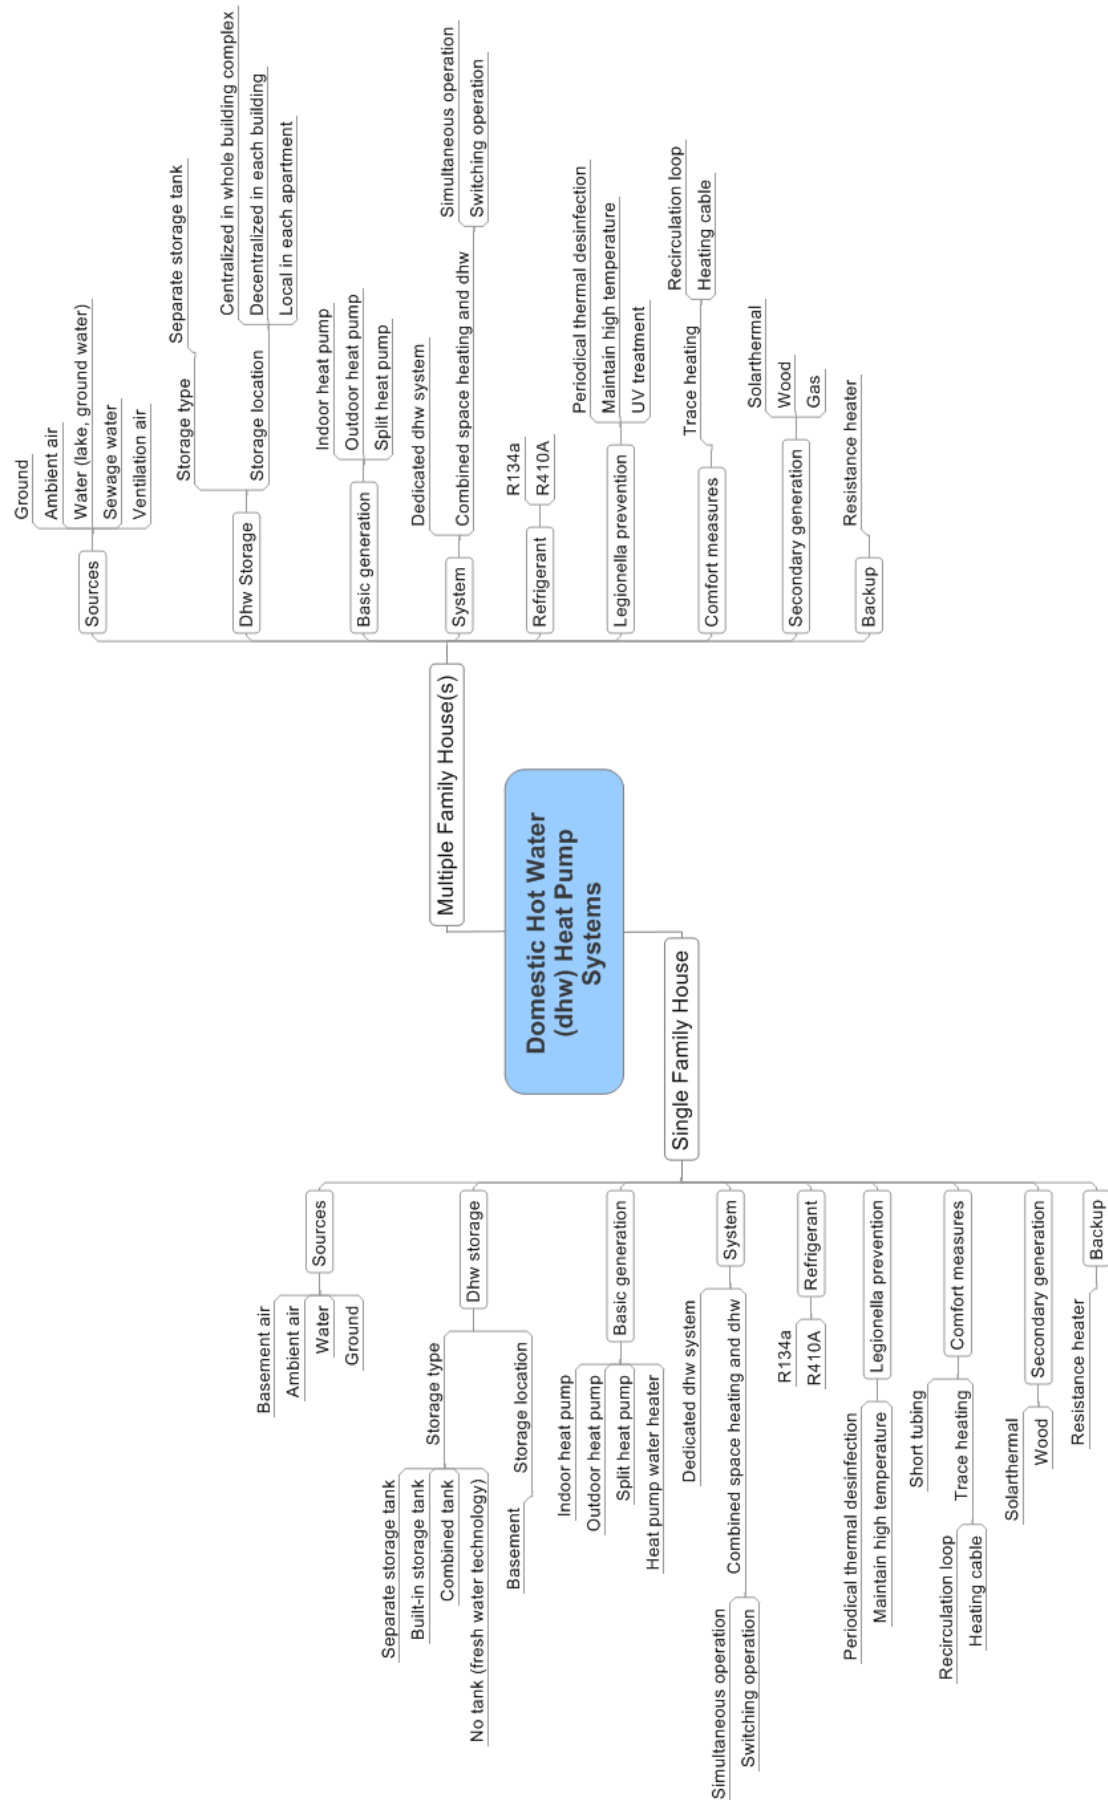 Domestic Hot Water
(dhw) Heat Pump
Systems
Single Family House
Sources
Basement air
Ambient air
Water
Ground
Dhw storage
Storage type
Separate storage tank
Built-in storage tank
Combined tank
No tank (fresh water technology)
Storage location
Basement
Basic generation
Indoor heat pump
Outdoor heat pump
Split heat pump
Heat pump water heater
System
Dedicated dhw system
Combined space heating and dhw
Simultaneous operation
Switching operation
Refrigerant
R134a
R410A
Legionella prevention
Periodical thermal desinfection
Maintain high temperature
Comfort measures
Short tubing
Trace heating
Recirculation loop
Heating cable
Secondary generation
Solarthermal
Wood
Backup
Resistance heater
Multiple Family House(s)
Sources
Ground
Ambient air
Water (lake, ground water)
Sewage water
Ventilation air
Dhw Storage
Storage type
Separate storage tank
Storage location
Centralized in whole building complex
Decentralized in each building
Local in each apartment
Basic generation
Indoor heat pump
Outdoor heat pump
Split heat pump
System
Dedicated dhw system
Combined space heating and dhw
Simultaneous operation
Switching operation
Refrigerant
R134a
R410A
Legionella prevention
Periodical thermal desinfection
Maintain high temperature
UV treatment
Comfort measures
Trace heating
Recirculation loop
Heating cable
Secondary generation
Solarthermal
Wood
Gas
Backup
Resistance heater